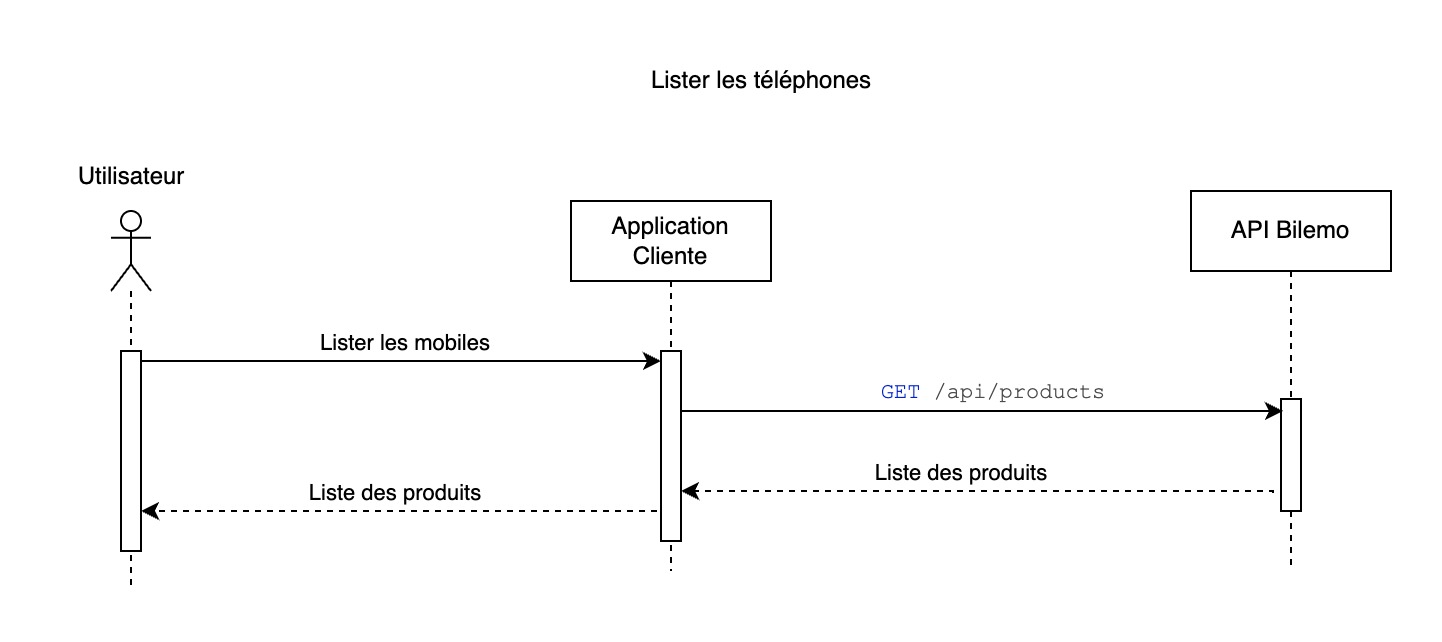 Lister les téléphones
Utilisateur
Application
Cliente
API Bilemo
Lister les mobiles
GET /api/products
Liste des produits
Liste des produits